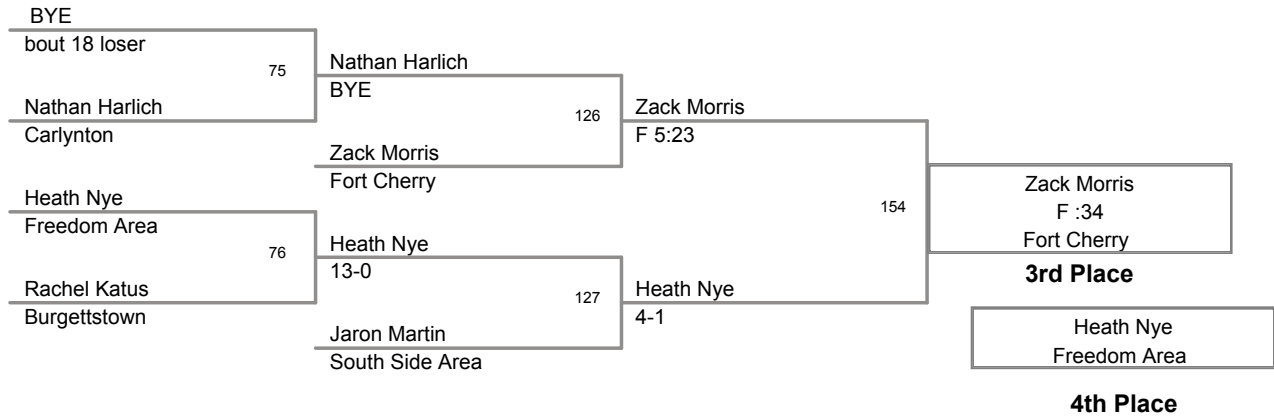 BYE
bout 18 loser
75
Nathan Harlich
Carlynton
Nathan Harlich
BYE
126
Zack Morris
Fort Cherry
Zack Morris
F 5:23
Heath Nye
Freedom Area
76
Rachel Katus
Burgettstown
Heath Nye
13-0
127
Jaron Martin
South Side Area
Heath Nye
4-1
154
Zack Morris
F :34
Fort Cherry
3rd Place
Heath Nye
Freedom Area
4th Place